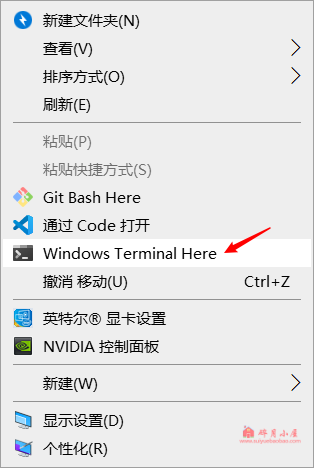 新建文件夹(N)
查看(V)
排序方式(O)
刷新(E)
粘贴(P)
粘贴快捷方式(S)
Git Bash Here
通过 Code 打开
Windows Terminal Here
撤消 移动(U) Ctrl+Z
英特尔® 显卡设置
NVIDIA 控制面板
新建(W)
显示设置(D)
个性化(R)